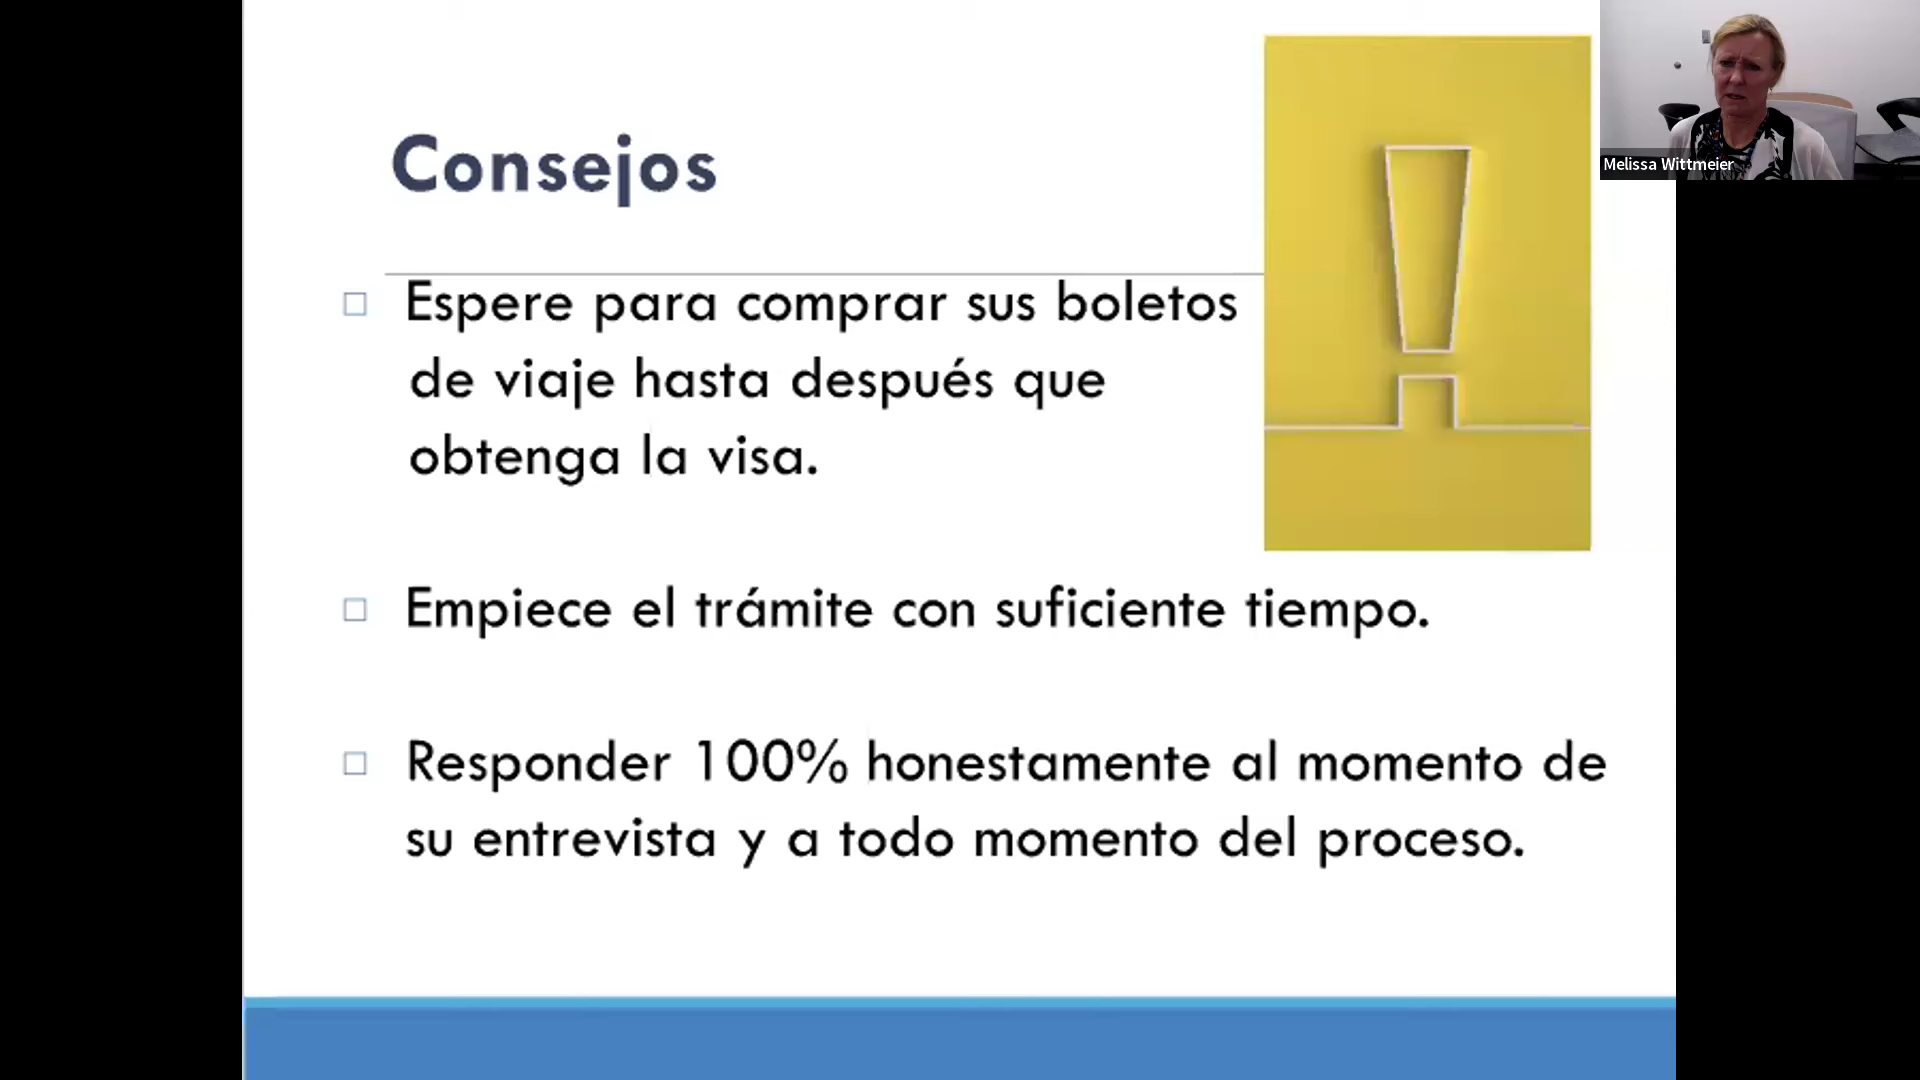 Consejos
Espere para comprar sus boletos
de viaje hasta después que
obtenga la visa.
Empiece el trámite con suficiente tiempo.
Responder 100% honestamente al momento de
su entrevista y a todo momento del proceso.
Melissa Wittmeier